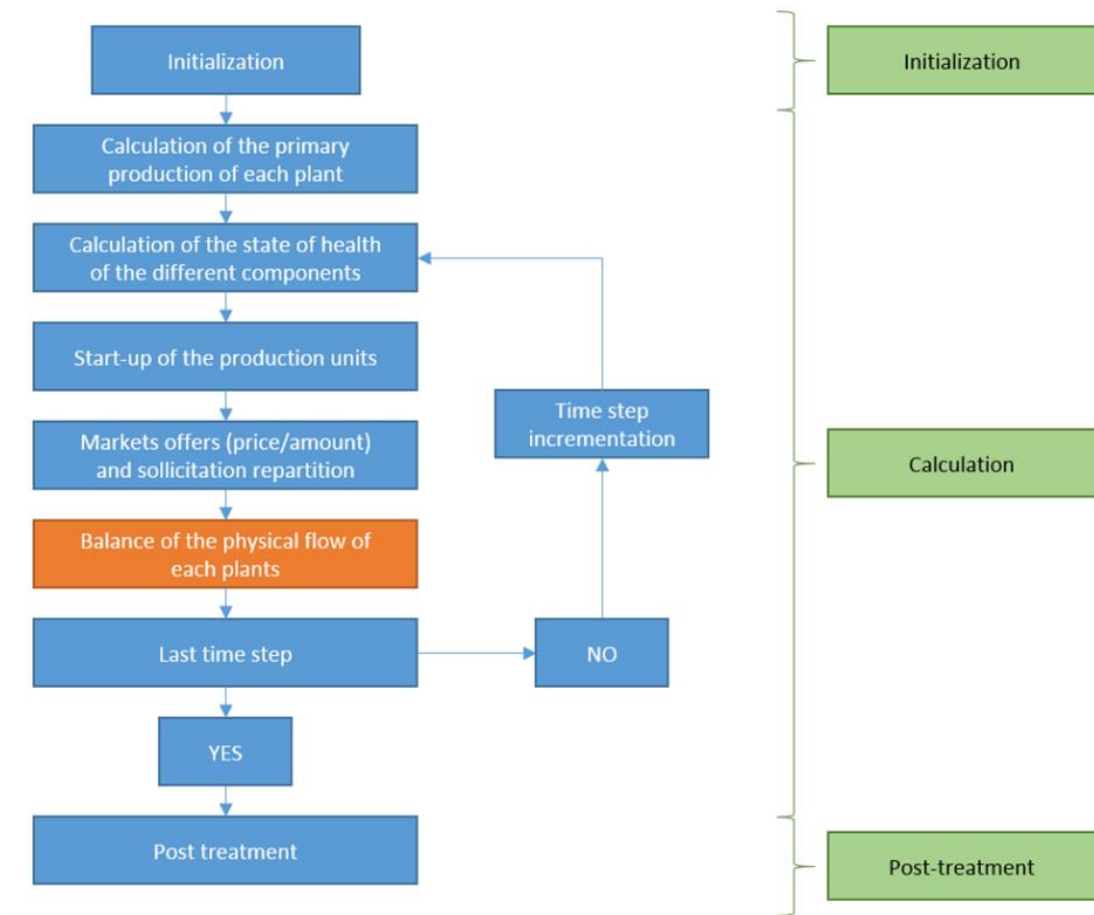 Initialization
Calculation of the primary
production of each plant
Calculation of the state of health
of the different components
Start-up of the production units
Markets offers (price/amount)
and sollicitation repartition
Balance of the physical flow of
each plants
Last time step
NO
Time step
incrementation
YES
Post treatment
Initialization
Calculation
Post-treatment